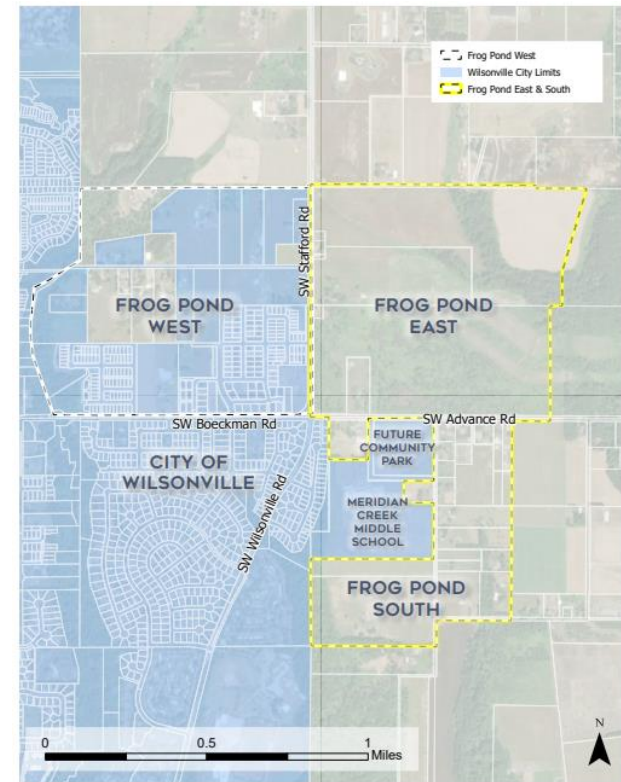 Frog Pond West
Wilsonville City Limits
Frog Pond East & South
SW Stafford Rd
FROG POND
WEST
FROG POND
EAST
SW Boeckman Rd
SW Advance Rd
FUTURE
COMMUNITY
PARK
CITY OF
WILSONVILLE
SW Wilsonville Rd
MERIDIAN
CREEK
MIDDLE
SCHOOL
FROG POND
SOUTH
N
0 0.5 1
Miles